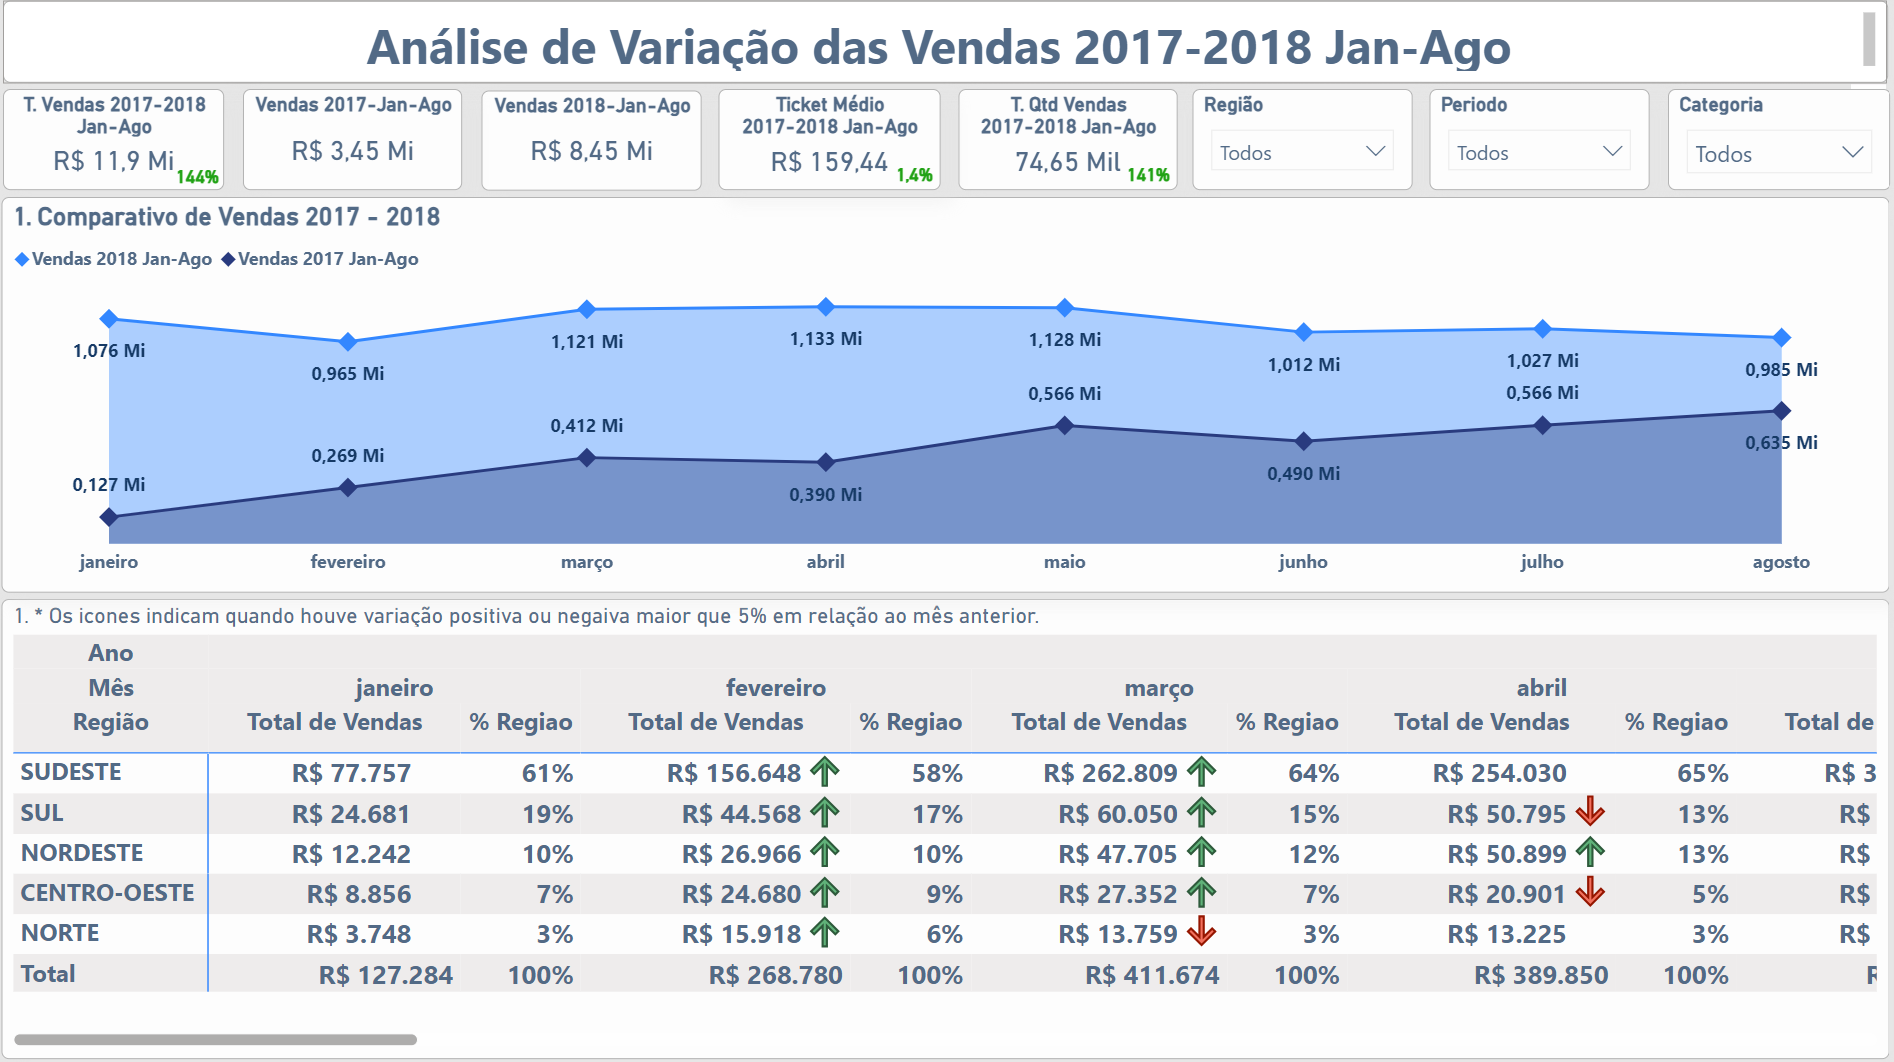 Análise de Variação das Vendas 2017-2018 Jan-Ago
T. Vendas 2017-2018
Jan-Ago
R$ 11,9 Mi
144%
Vendas 2017-Jan-Ago
R$ 3,45 Mi
Vendas 2018-Jan-Ago
R$ 8,45 Mi
Ticket Médio
2017-2018 Jan-Ago
R$ 159,44
1,4%
T. Qtd Vendas
2017-2018 Jan-Ago
74,65 Mil
141%
Região
Todos
Periodo
Todos
Categoria
Todos
1. Comparativo de Vendas 2017 - 2018
Vendas 2018 Jan-Ago Vendas 2017 Jan-Ago
1,076 Mi 0,965 Mi 1,121 Mi 1,133 Mi 1,128 Mi 1,012 Mi 1,027 Mi 0,985 Mi
0,127 Mi 0,269 Mi 0,412 Mi 0,390 Mi 0,566 Mi 0,490 Mi 0,566 Mi 0,635 Mi
janeiro fevereiro março abril maio junho julho agosto
1. * Os icones indicam quando houve variação positiva ou negaiva maior que 5% em relação ao mês anterior.
Ano
Mês janeiro fevereiro março abril
Região Total de Vendas % Regiao Total de Vendas % Regiao Total de Vendas % Regiao Total de Vendas % Regiao Total de
SUDESTE R$ 77.757 61% R$ 156.648 58% R$ 262.809 64% R$ 254.030 65% R$ 3
SUL R$ 24.681 19% R$ 44.568 17% R$ 60.050 15% R$ 50.795 13% R$
NORDESTE R$ 12.242 10% R$ 26.966 10% R$ 47.705 12% R$ 50.899 13% R$
CENTRO-OESTE R$ 8.856 7% R$ 24.680 9% R$ 27.352 7% R$ 20.901 5% R$
NORTE R$ 3.748 3% R$ 15.918 6% R$ 13.759 3% R$ 13.225 3% R$
Total R$ 127.284 100% R$ 268.780 100% R$ 411.674 100% R$ 389.850 100%